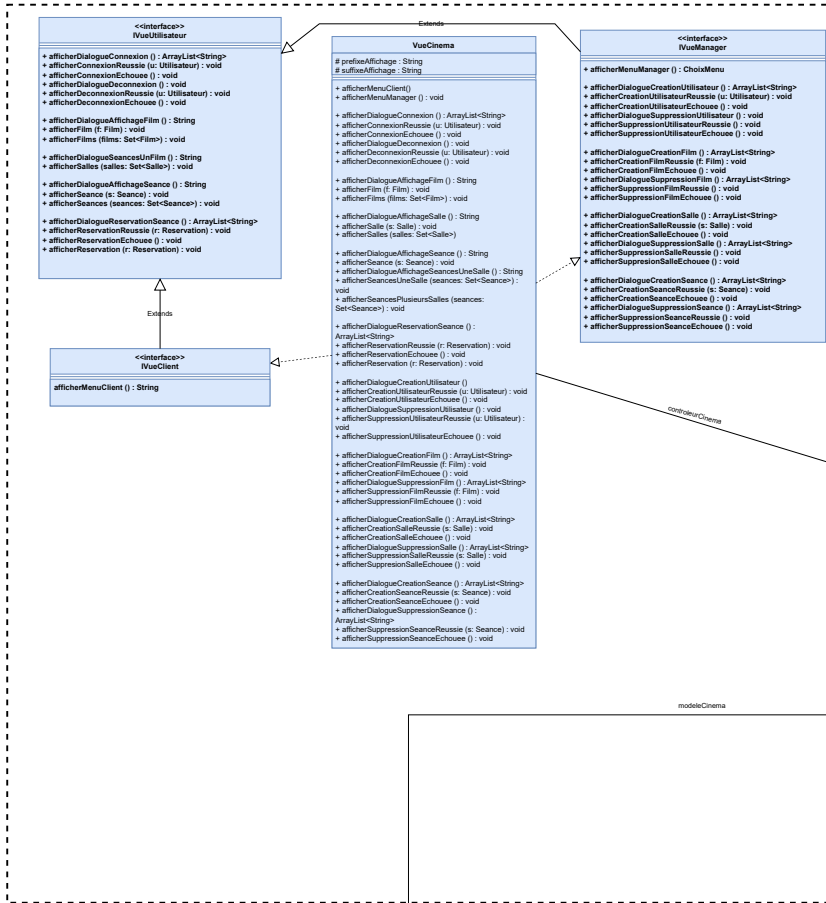 <<interface>>
IVueUtilisateur
+ afficherDialogueConnexion () : ArrayList<String>
+ afficherConnexionReussie (u: Utilisateur) : void
+ afficherConnexionEchouee () : void
+ afficherDialogueDeconnexion () : void
+ afficherDeconnexionReussie (u: Utilisateur) : void
+ afficherDeconnexionEchouee () : void
+ afficherDialogueAffichageFilm () : String
+ afficherFilm (f: Film) : void
+ afficherFilms (films: Set<Film>) : void
+ afficherDialogueSeancesUnFilm () : String
+ afficherSalles (salles: Set<Salle>) : void
+ afficherDialogueAffichageSeance () : String
+ afficherSeance (s: Seance) : void
+ afficherSeances (seances: Set<Seance>) : void
+ afficherDialogueReservationSeance () : ArrayList<String>
+ afficherReservationReussie (r: Reservation) : void
+ afficherReservationEchouee () : void
+ afficherReservation (r: Reservation) : void
Extends
<<interface>>
IVueClient
afficherMenuClient () : String
Extends
VueCinema
# prefixeAffichage : String
# suffixeAffichage : String
+ afficherMenuClient()
+ afficherMenuManager () : void
+ afficherDialogueConnexion () : ArrayList<String>
+ afficherConnexionReussie (u: Utilisateur) : void
+ afficherConnexionEchouee () : void
+ afficherDialogueDeconnexion () : void
+ afficherDeconnexionReussie (u: Utilisateur) : void
+ afficherDeconnexionEchouee () : void
+ afficherDialogueAffichageFilm () : String
+ afficherFilm (f: Film) : void
+ afficherFilms (films: Set<Film>) : void
+ afficherDialogueAffichageSalle () : String
+ afficherSalle (s: Salle) : void
+ afficherSalles (salles: Set<Salle>)
+ afficherDialogueAffichageSeance () : String
+ afficherSeance (s: Seance) : void
+ afficherDialogueAffichageSeancesUneSalle () : String
+ afficherSeancesUneSalle (seances: Set<Seance>) :
void
+ afficherSeancesPlusieursSalles (seances:
Set<Seance>) : void
+ afficherDialogueReservationSeance () :
ArrayList<String>
+ afficherReservationReussie (r: Reservation) : void
+ afficherReservationEchouee () : void
+ afficherReservation (r: Reservation) : void
+ afficherDialogueCreationUtilisateur ()
+ afficherCreationUtilisateurReussie (u: Utilisateur) : void
+ afficherCreationUtilisateurEchouee () : void
+ afficherDialogueSuppressionUtilisateur () : void
+ afficherSuppressionUtilisateurReussie (u: Utilisateur) :
void
+ afficherSuppressionUtilisateurEchouee () : void
+ afficherDialogueCreationFilm () : ArrayList<String>
+ afficherCreationFilmReussie (f: Film) : void
+ afficherCreationFilmEchouee () : void
+ afficherDialogueSuppressionFilm () : ArrayList<String>
+ afficherSuppressionFilmReussie (f: Film) : void
+ afficherSuppressionFilmEchouee () : void
+ afficherDialogueCreationSalle () : ArrayList<String>
+ afficherCreationSalleReussie (s: Salle) : void
+ afficherCreationSalleEchouee () : void
+ afficherDialogueSuppressionSalle () : ArrayList<String>
+ afficherSuppressionSalleReussie (s: Salle) : void
+ afficherSuppresionSalleEchouee () : void
+ afficherDialogueCreationSeance () : ArrayList<String>
+ afficherCreationSeanceReussie (s: Seance) : void
+ afficherCreationSeanceEchouee () : void
+ afficherDialogueSuppressionSeance () :
ArrayList<String>
+ afficherSuppressionSeanceReussie (s: Seance) : void
+ afficherSuppressionSeanceEchouee () : void
<<interface>>
IVueManager
+ afficherMenuManager () : ChoixMenu
+ afficherDialogueCreationUtilisateur () : ArrayList<String>
+ afficherCreationUtilisateurReussie (u: Utilisateur) : void
+ afficherCreationUtilisateurEchouee () : void
+ afficherDialogueSuppressionUtilisateur () : void
+ afficherSuppressionUtilisateurReussie () : void
+ afficherSuppressionUtilisateurEchouee () : void
+ afficherDialogueCreationFilm () : ArrayList<String>
+ afficherCreationFilmReussie (f: Film) : void
+ afficherCreationFilmEchouee () : void
+ afficherDialogueSuppressionFilm () : ArrayList<String>
+ afficherSuppressionFilmReussie () : void
+ afficherSuppressionFilmEchouee () : void
+ afficherDialogueCreationSalle () : ArrayList<String>
+ afficherCreationSalleReussie (s: Salle) : void
+ afficherCreationSalleEchouee () : void
+ afficherDialogueSuppressionSalle () : ArrayList<String>
+ afficherSuppressionSalleReussie () : void
+ afficherSuppresionSalleEchouee () : void
+ afficherDialogueCreationSeance () : ArrayList<String>
+ afficherCreationSeanceReussie (s: Seance) : void
+ afficherCreationSeanceEchouee () : void
+ afficherDialogueSuppressionSeance () : ArrayList<String>
+ afficherSuppressionSeanceReussie () : void
+ afficherSuppressionSeanceEchouee () : void
controleurCinema
modeleCinema